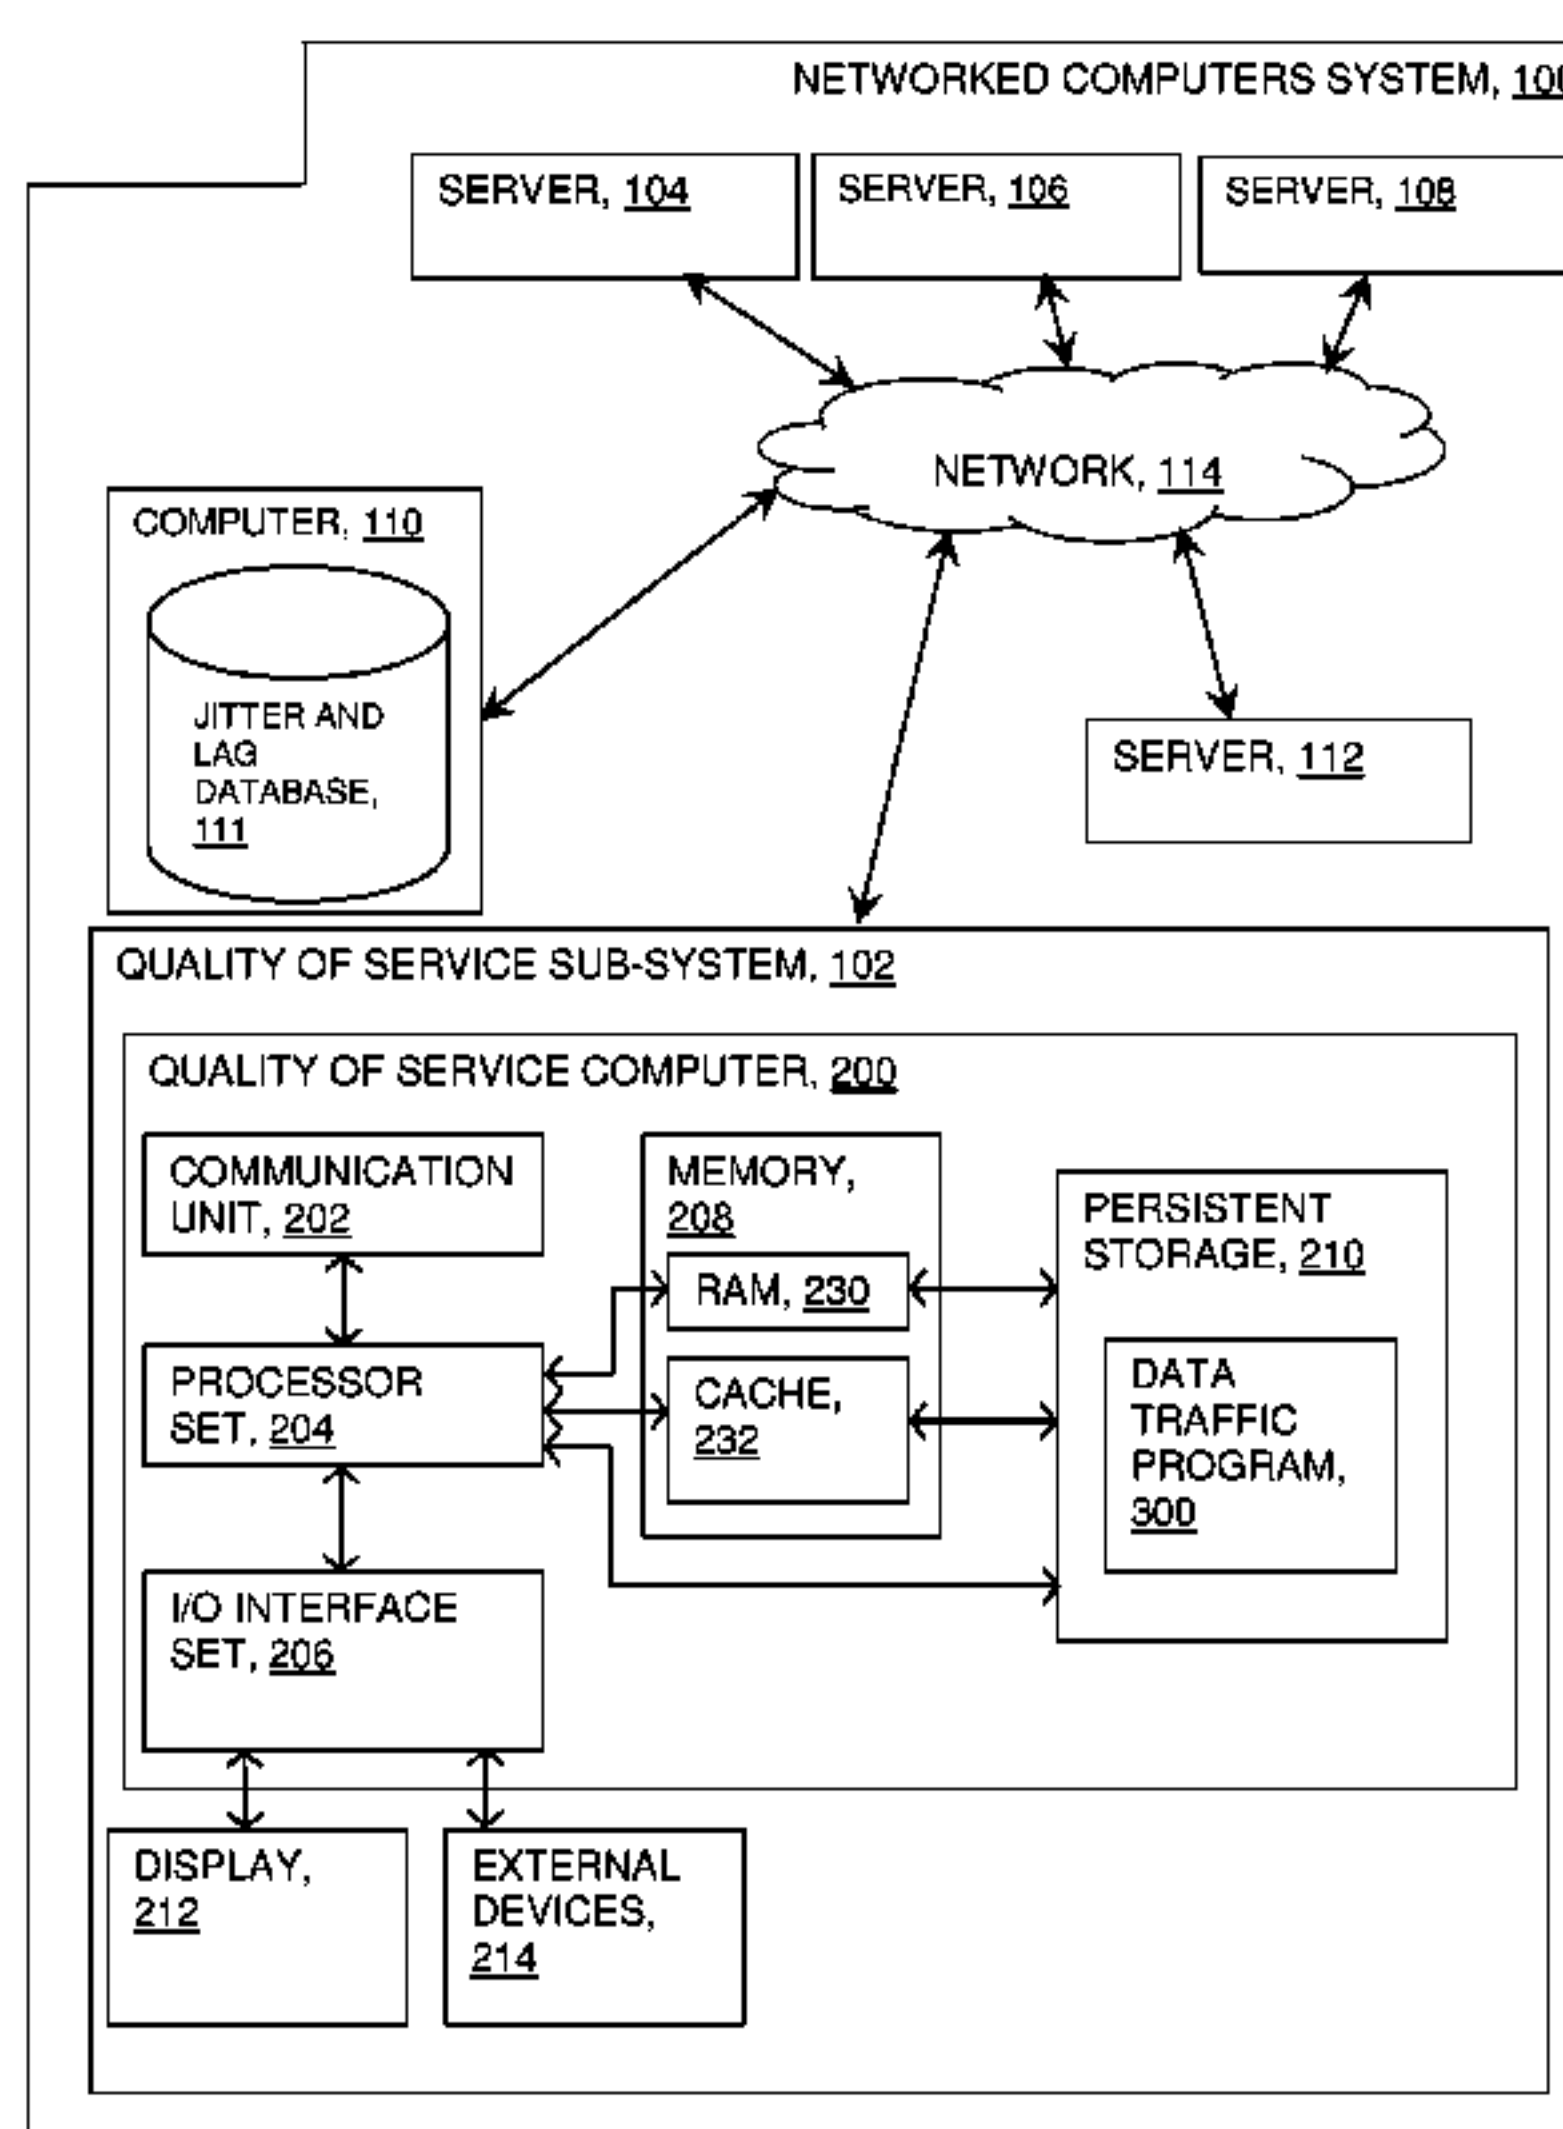 NETWORKED COMPUTERS SYSTEM, 100
SERVER, 104
SERVER, 106
SERVER, 108
NETWORK, 114
COMPUTER, 110
JITTER AND
LAG
DATABASE,
111
SERVER, 112
QUALITY OF SERVICE SUB-SYSTEM, 102
QUALITY OF SERVICE COMPUTER, 200
COMMUNICATION
UNIT, 202
MEMORY,
208
PERSISTENT
STORAGE, 210
RAM, 230
PROCESSOR
SET, 204
CACHE,
232
DATA
TRAFFIC
PROGRAM,
300
I/O INTERFACE
SET, 206
DISPLAY,
212
EXTERNAL
DEVICES,
214